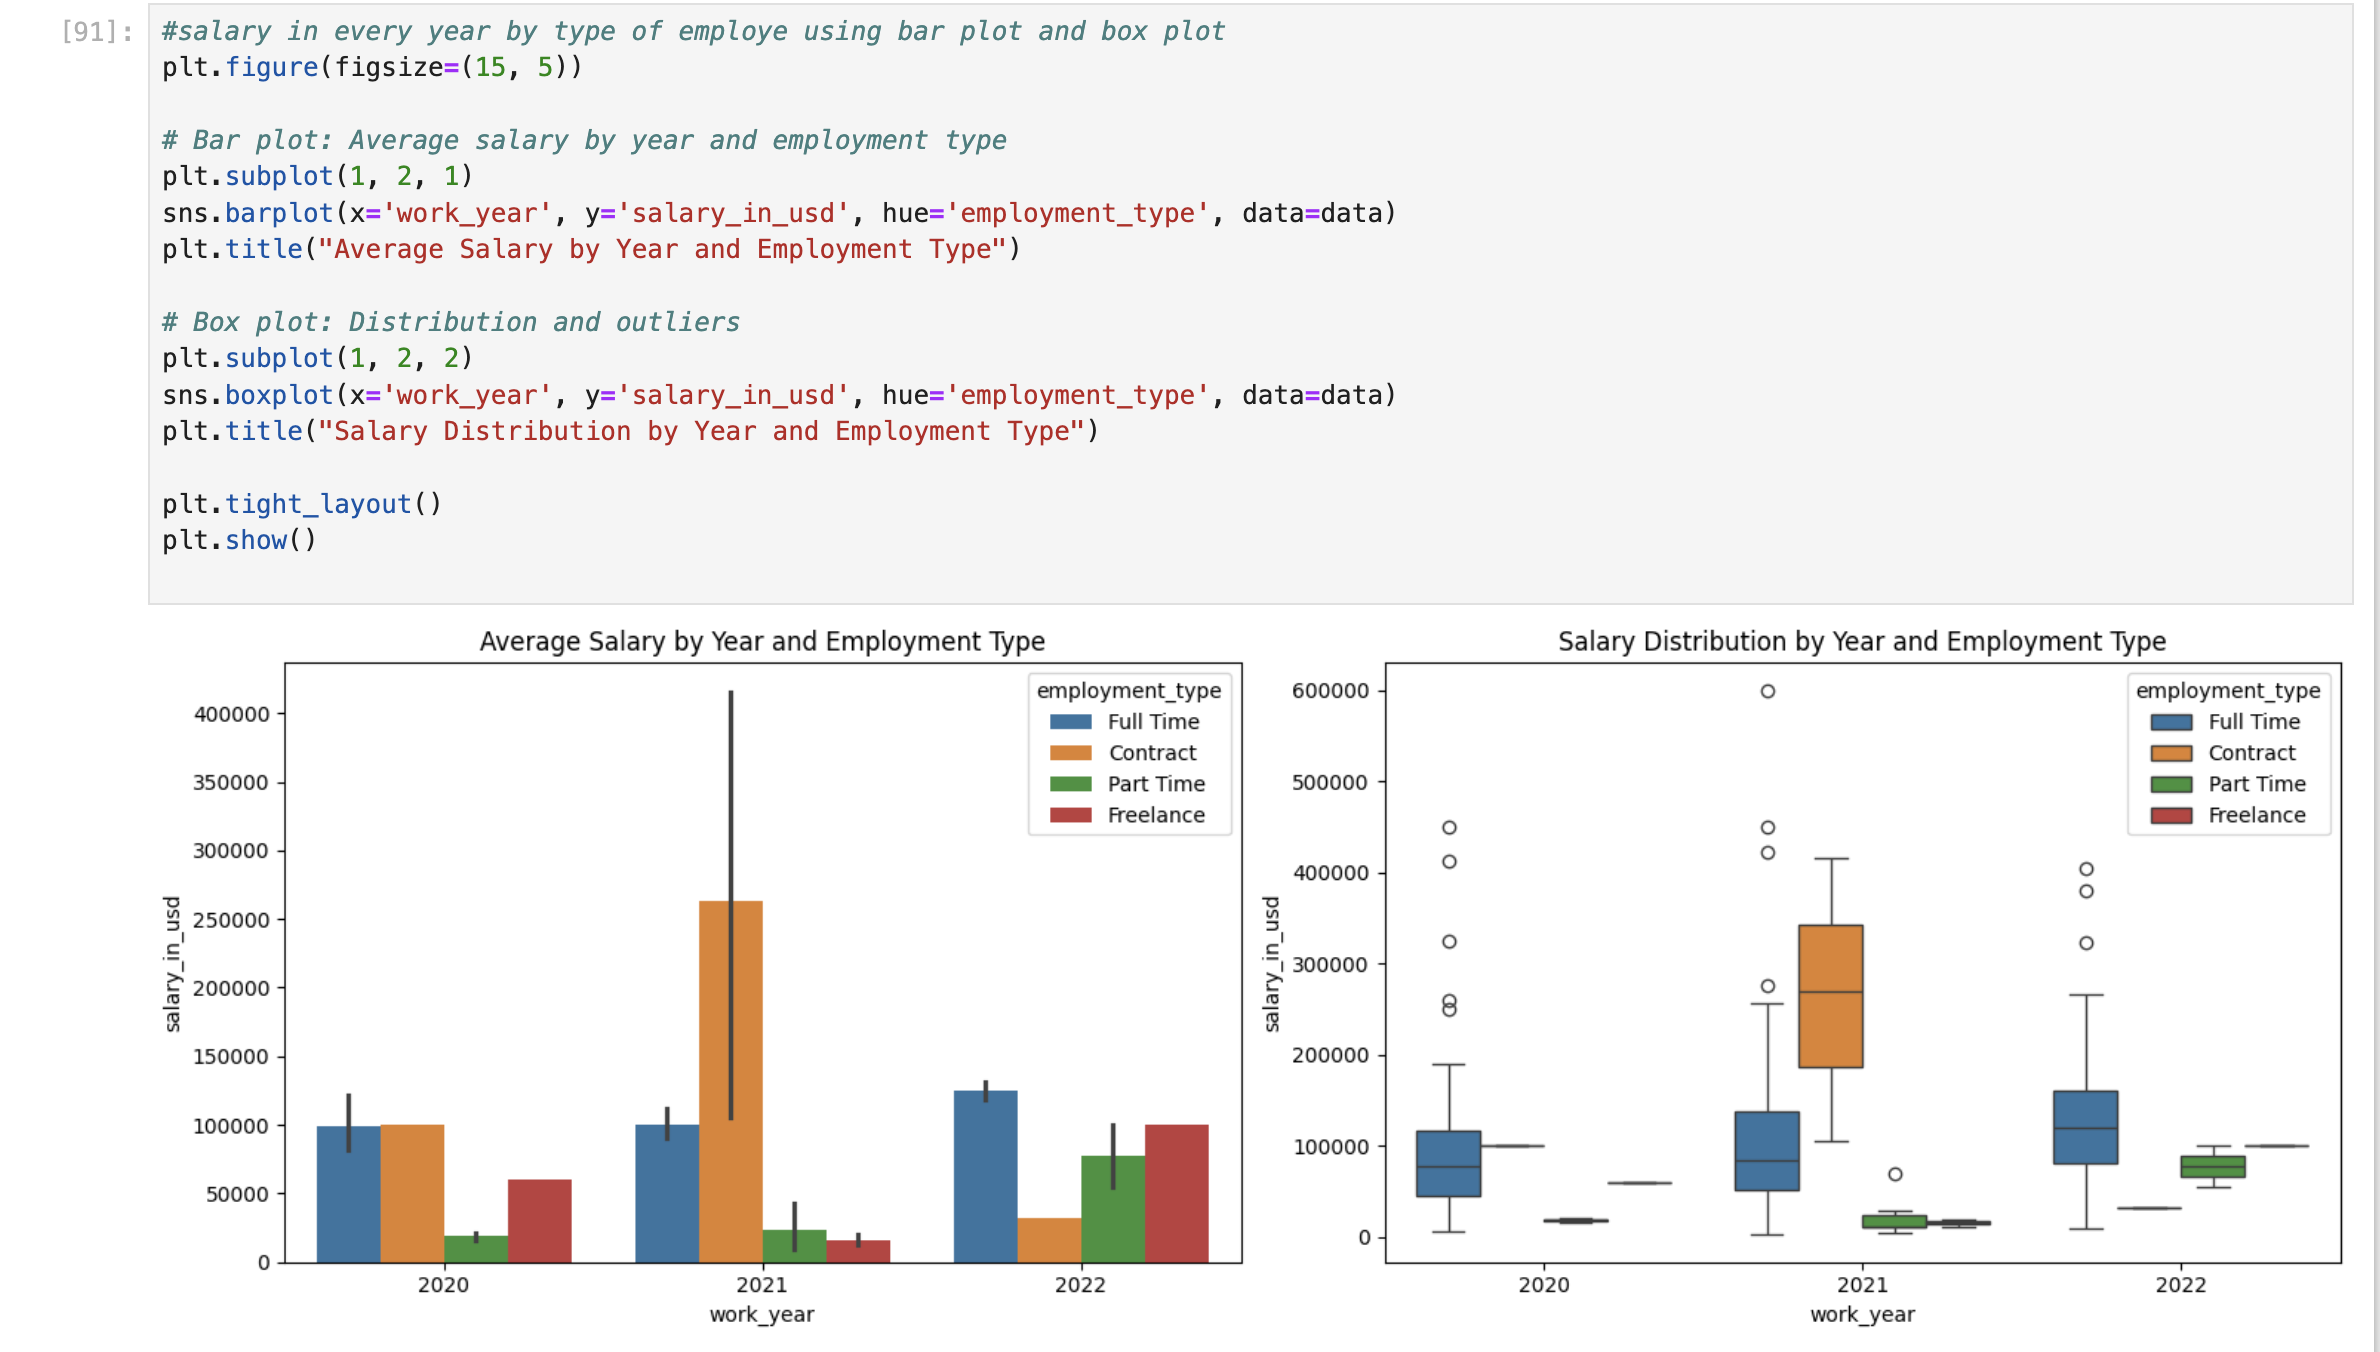 [91]:
#salary in every year by type of employe using bar plot and box plot
plt.figure(figsize=(15, 5))
# Bar plot: Average salary by year and employment type
plt.subplot(1, 2, 1)
sns.barplot(x='work_year', y='salary_in_usd', hue='employment_type', data=data)
plt.title("Average Salary by Year and Employment Type")
# Box plot: Distribution and outliers
plt.subplot(1, 2, 2)
sns.boxplot(x='work_year', y='salary_in_usd', hue='employment_type', data=data)
plt.title("Salary Distribution by Year and Employment Type")
plt.tight_layout()
plt.show()
Average Salary by Year and Employment Type
employment_type
Full Time
Contract
Part Time
Freelance
400000
350000
300000
250000
200000
150000
100000
50000
0
salary_in_usd
2020
2021
2022
work_year
Salary Distribution by Year and Employment Type
employment_type
Full Time
Contract
Part Time
Freelance
600000
500000
400000
300000
200000
100000
0
salary_in_usd
2020
2021
2022
work_year